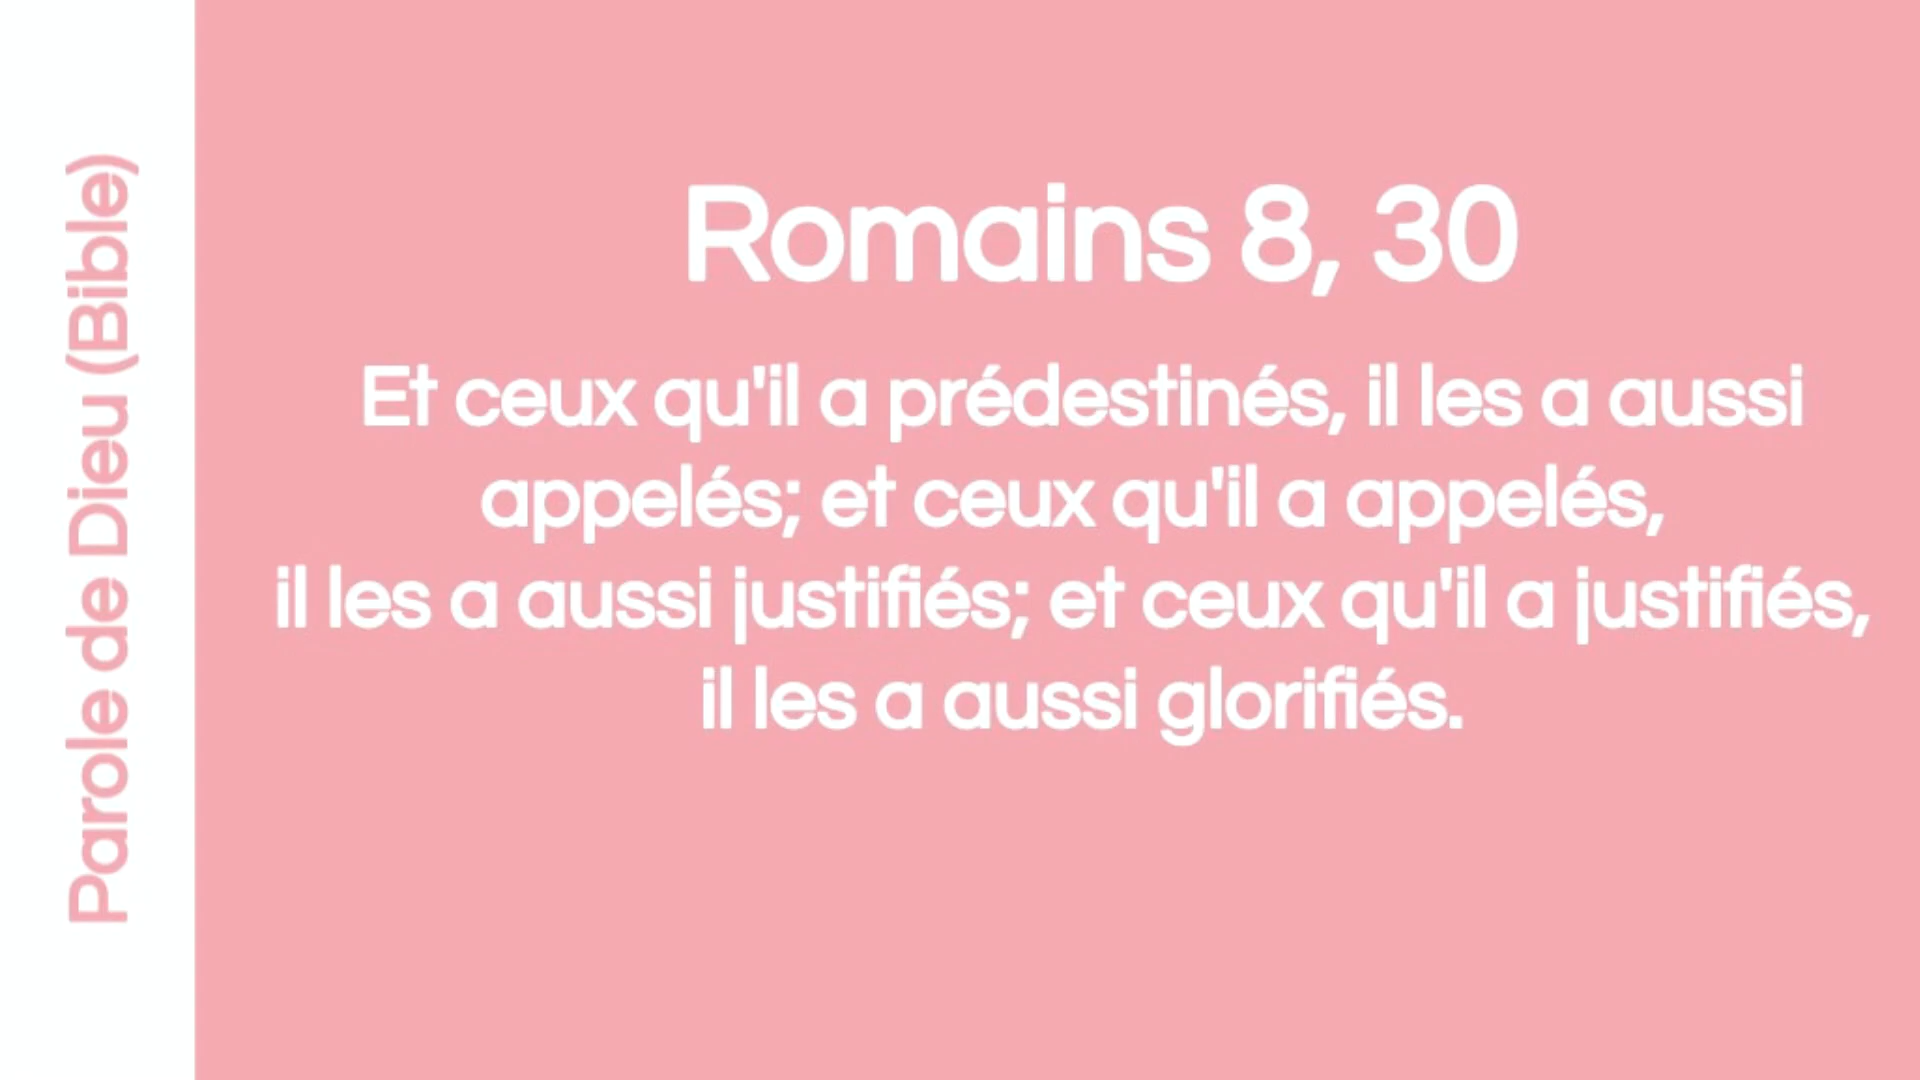 Parole de Dieu (Bible)
Romains 8, 30
Et ceux qu'il a prédestinés, il les a aussi
appelés; et ceux qu'il a appelés,
il les a aussi justifiés; et ceux qu'il a justifiés,
il les a aussi glorifiés.